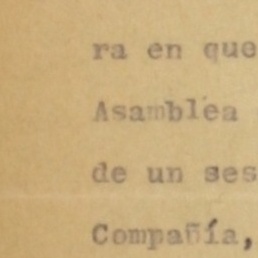 ra en que
Asamblea
de un ses
Compañía,